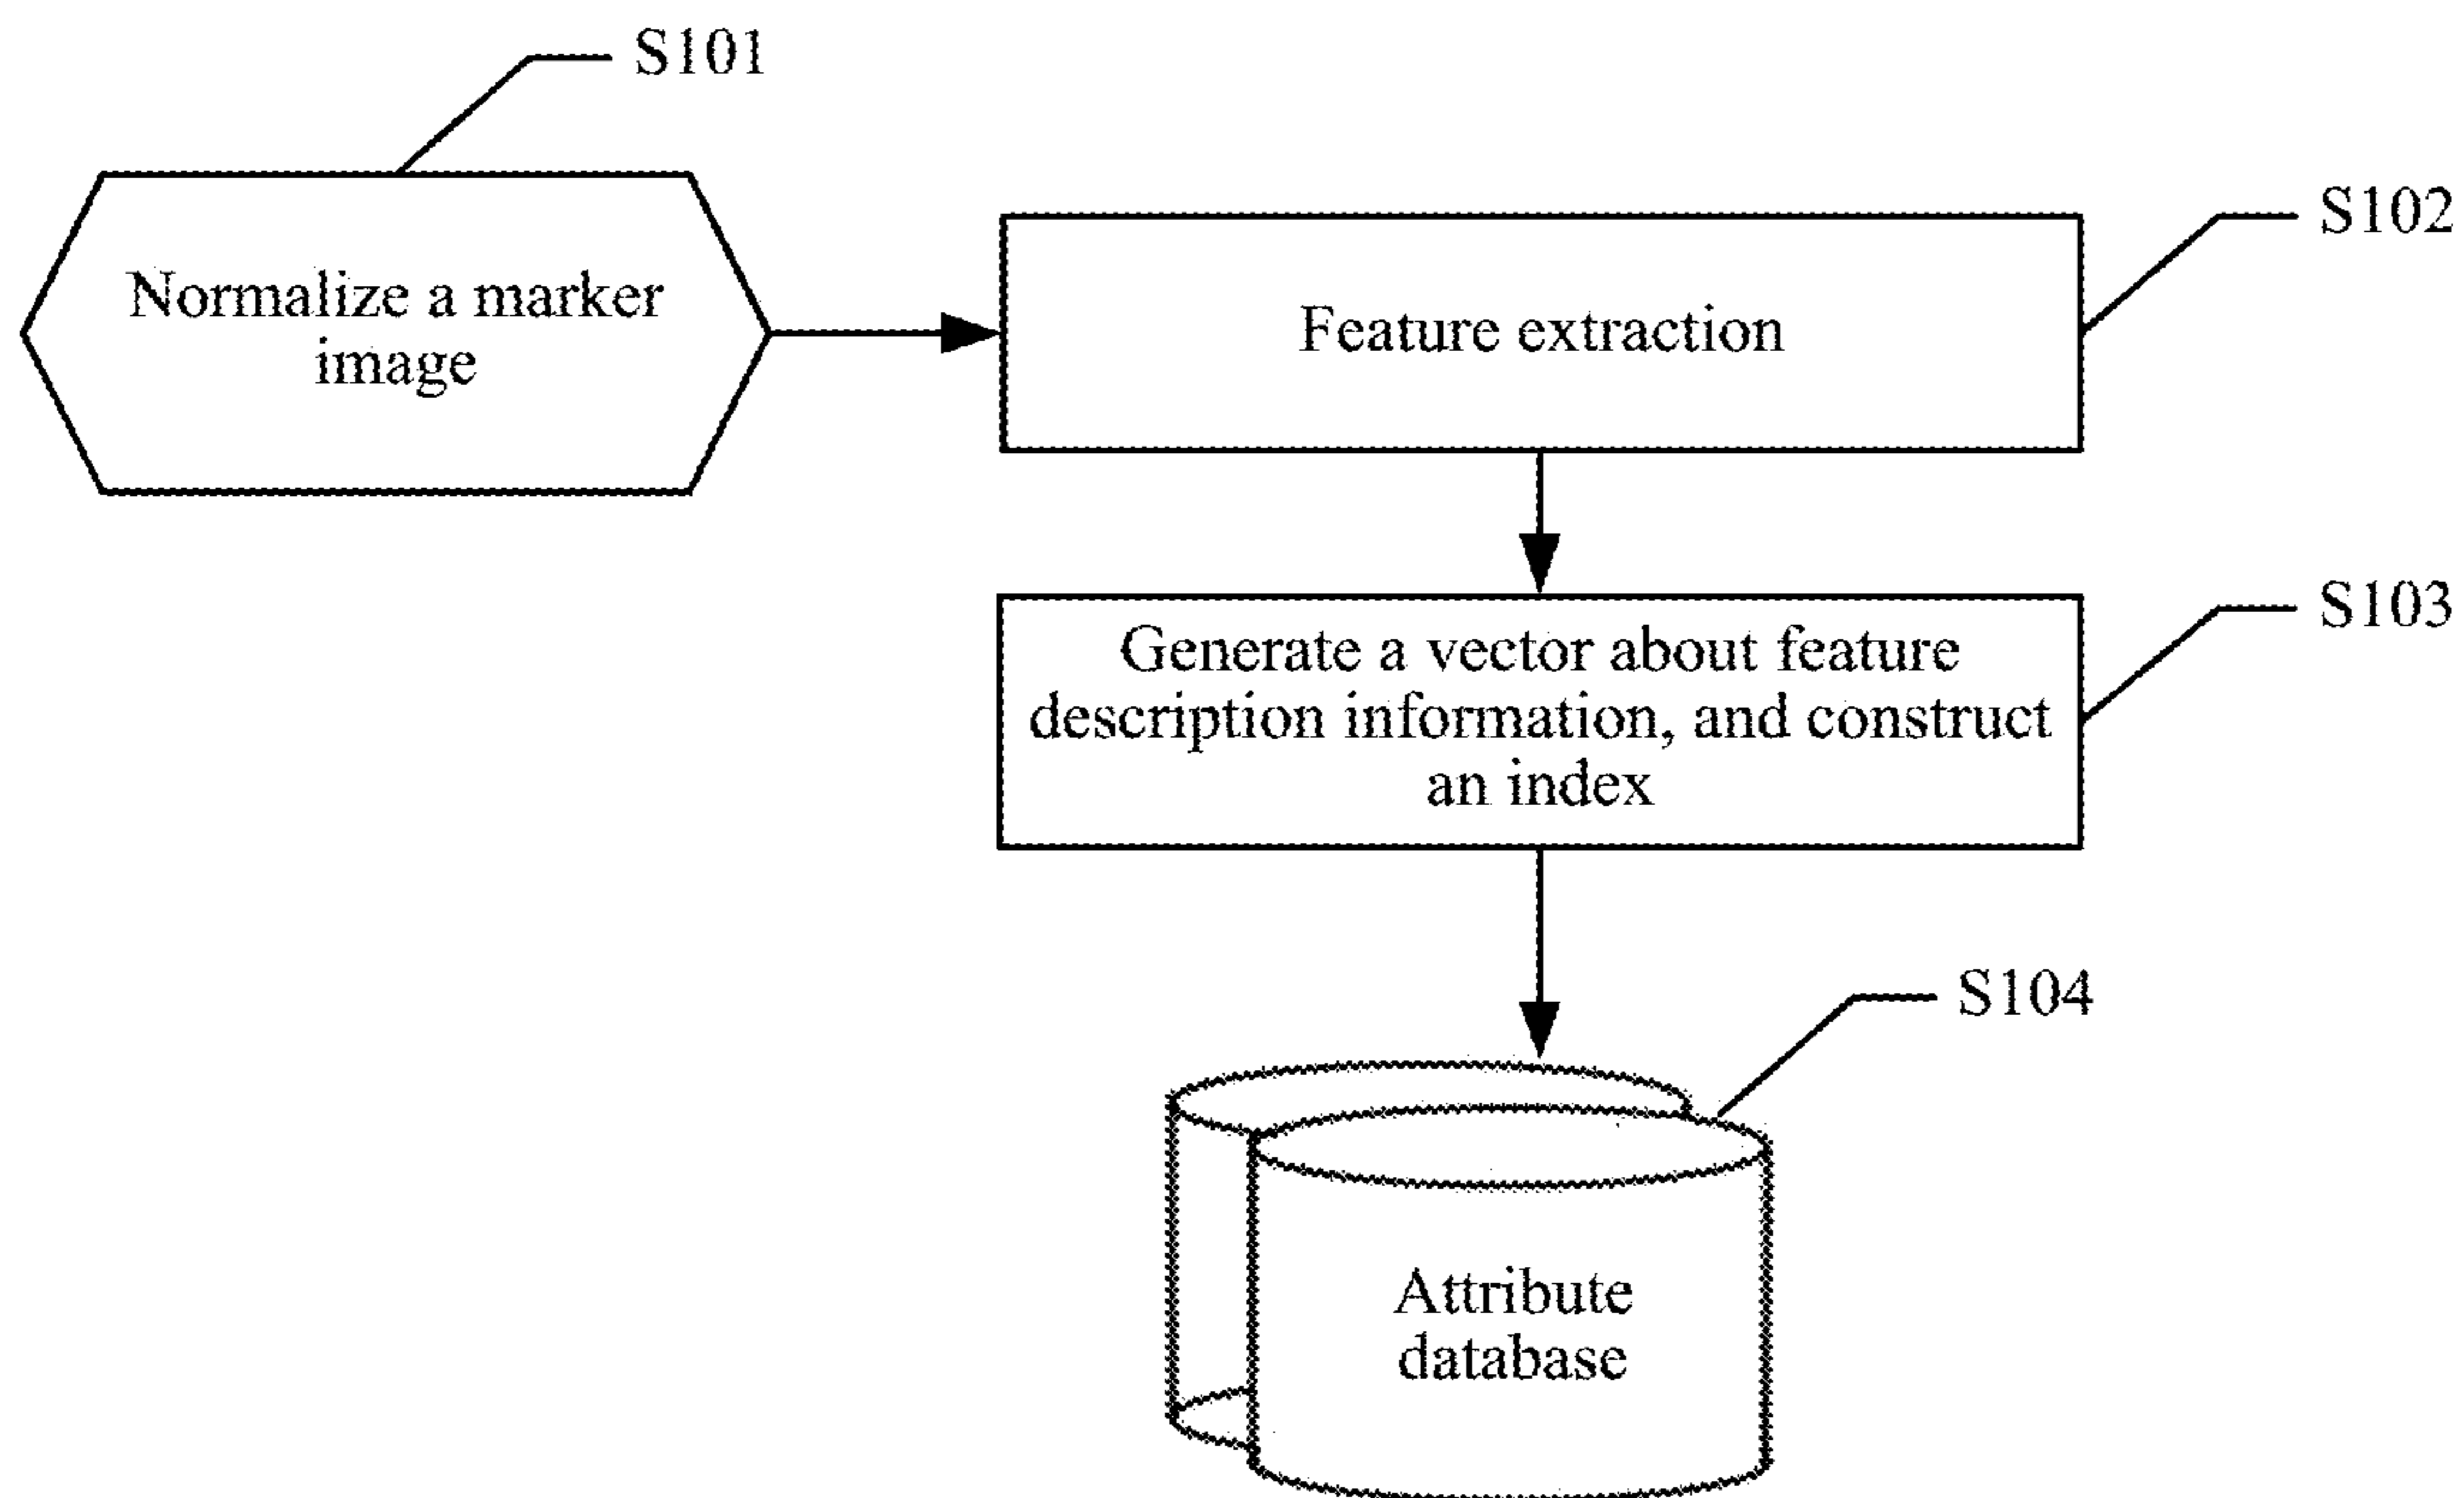 S101
Normalize a marker
image
S102
Feature extraction
S103
Generate a vector about feature
description information, and construct
an index
S104
Attribute
database